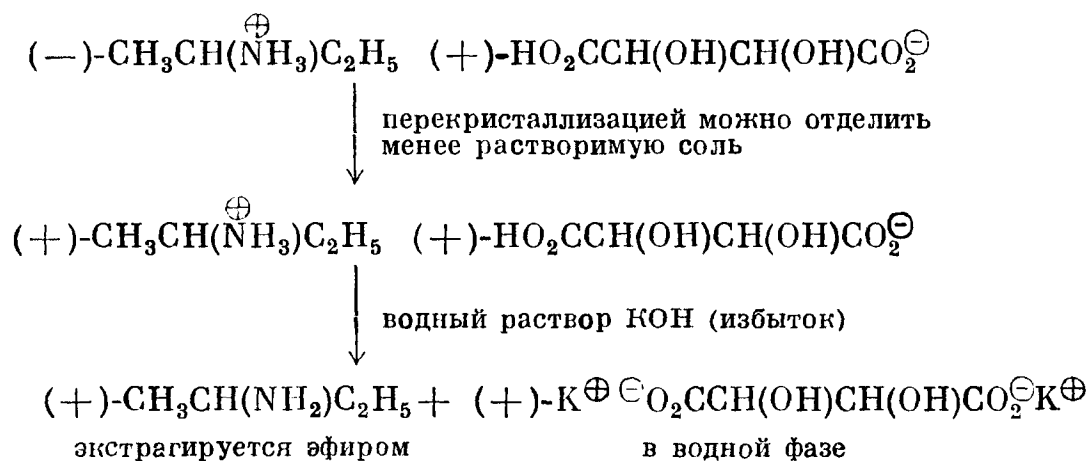 (−)-CH₃CH(N⊕H₃)C₂H₅ (+)-HO₂CCH(OH)CH(OH)CO₂⊖
перекристаллизацией можно отделить
менее растворимую соль
(+)-CH₃CH(N⊕H₃)C₂H₅ (+)-HO₂CCH(OH)CH(OH)CO₂⊖
водный раствор KOH (избыток)
(+)-CH₃CH(NH₂)C₂H₅ + (+)-K⊕ ⊖O₂CCH(OH)CH(OH)CO₂⊖K⊕
экстрагируется эфиром в водной фазе